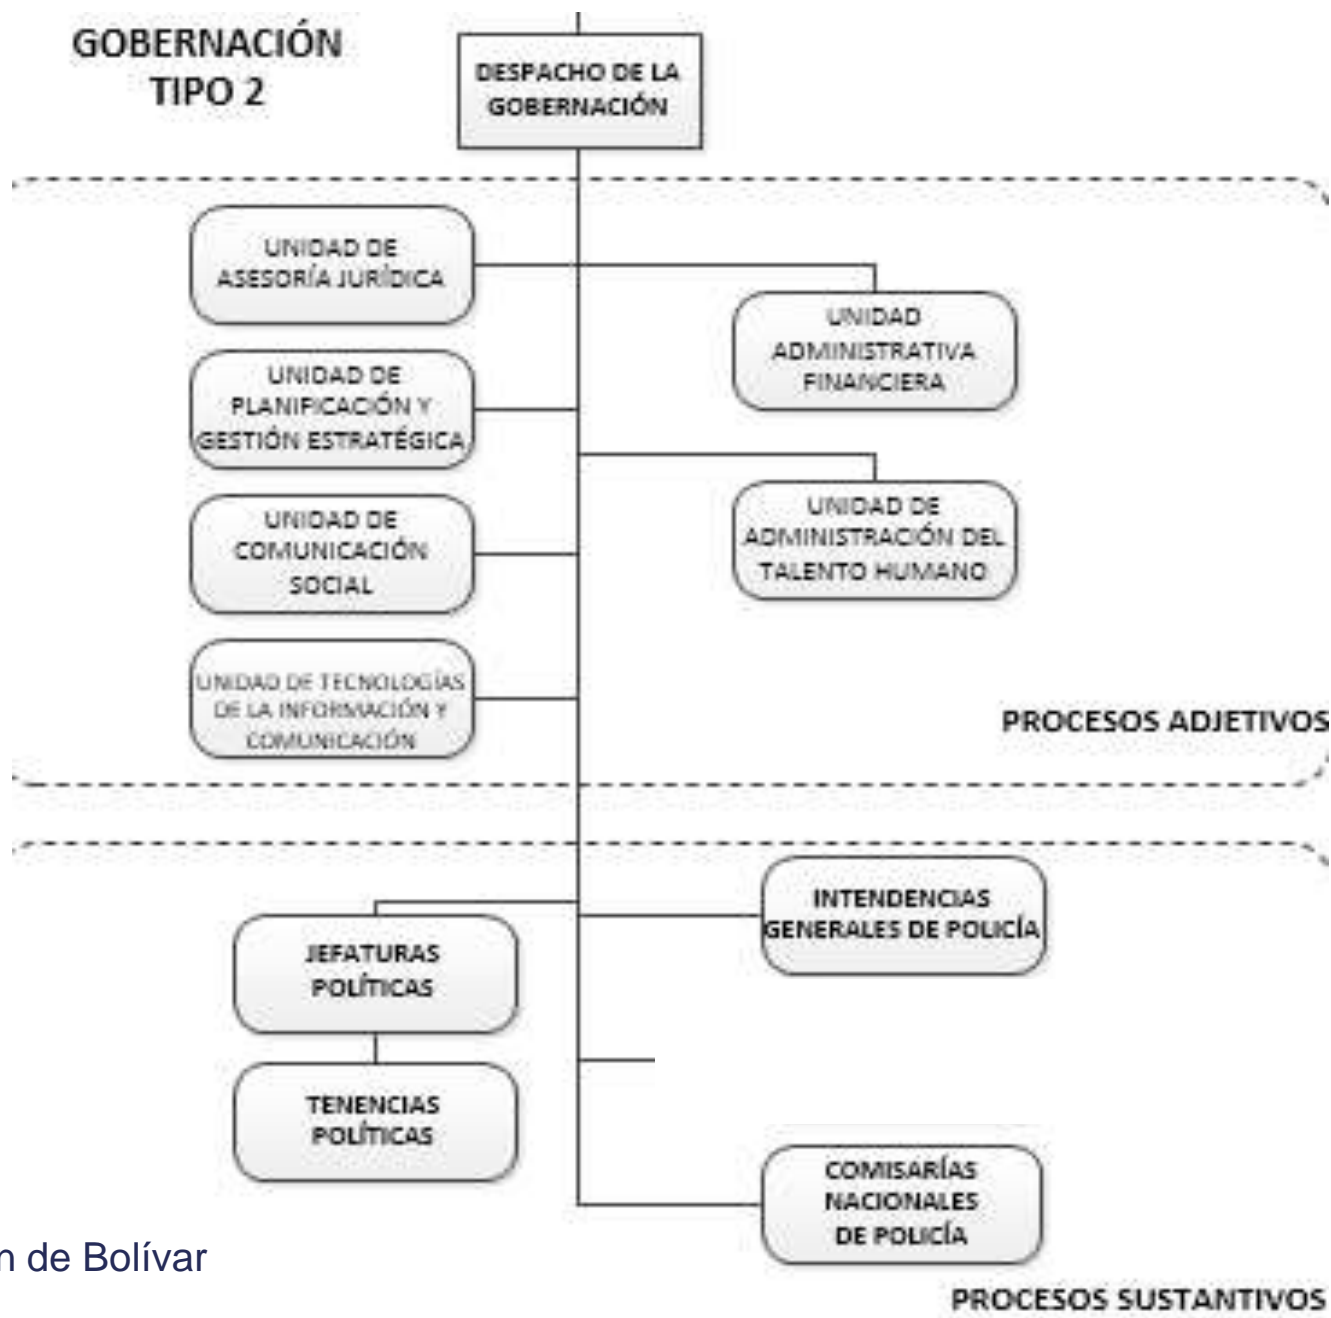 GOBERNACIÓN
TIPO 2
DESPACHO DE LA
GOBERNACIÓN
UNIDAD DE
ASESORÍA JURÍDICA
UNIDAD
ADMINISTRATIVA
FINANCIERA
UNIDAD DE
PLANIFICACIÓN Y
GESTIÓN ESTRATÉGICA
UNIDAD DE
ADMINISTRACIÓN DEL
TALENTO HUMANO
UNIDAD DE
COMUNICACIÓN
SOCIAL
UNIDAD DE TECNOLOGÍAS
DE LA INFORMACIÓN Y
COMUNICACIÓN
PROCESOS ADJETIVOS
INTENDENCIAS
GENERALES DE POLICÍA
JEFATURAS
POLÍTICAS
TENENCIAS
POLÍTICAS
COMISARÍAS
NACIONALES
DE POLICÍA
de Bolívar
PROCESOS SUSTANTIVOS